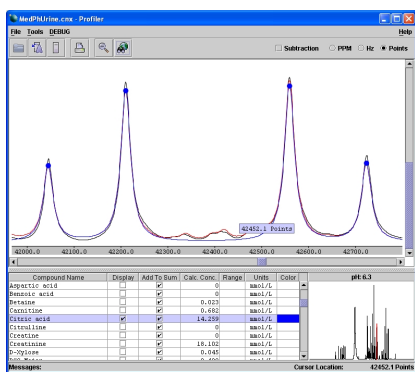 MedPhUrine.cnx - Profiler
File Tools DEBUG Help
Subtraction PPM Hz Points
42452.1 Points
42000.0 42100.0 42200.0 42300.0 42400.0 42500.0 42600.0 42700.0
Compound Name Display Add To Sum Calc. Conc. Range Units Color pH: 6.3
Aspartic acid 0 mmol/L
Benzoic acid 0 mmol/L
Betaine 0.023 mmol/L
Carnitine 0.682 mmol/L
Citric acid 14.259 mmol/L
Citrulline 0 mmol/L
Creatine 0 mmol/L
Creatinine 18.102 mmol/L
D-Xylose 0.045 mmol/L
Messages: Cursor Location: 42452.1 Points